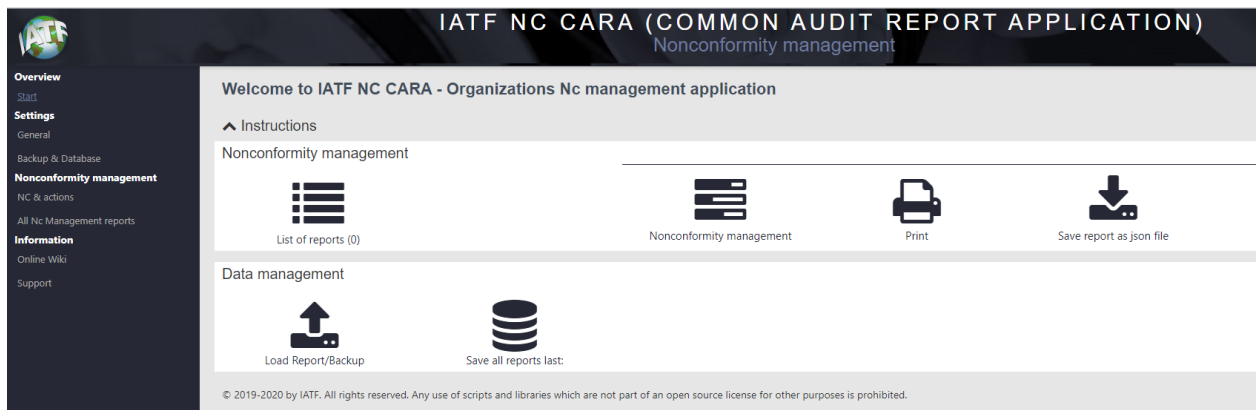 IATF
IATF NC CARA (COMMON AUDIT REPORT APPLICATION)
Nonconformity management
Overview
Start
Settings
General
Backup & Database
Nonconformity management
NC & actions
All Nc Management reports
Information
Online Wiki
Support
Welcome to IATF NC CARA - Organizations Nc management application
Instructions
Nonconformity management
List of reports (0)
Nonconformity management
Print
Save report as json file
Data management
Load Report/Backup
Save all reports last:
© 2019-2020 by IATF. All rights reserved. Any use of scripts and libraries which are not part of an open source license for other purposes is prohibited.